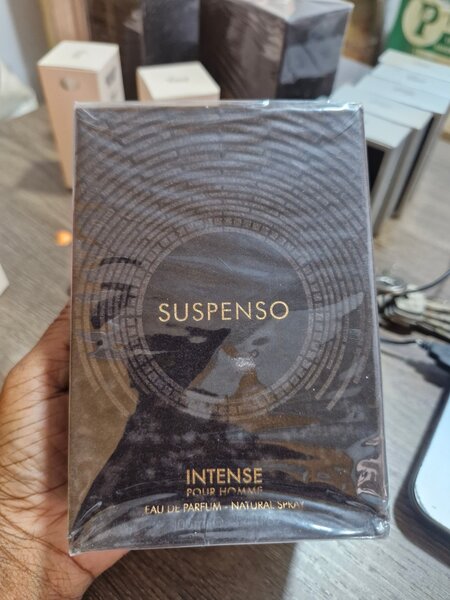 SUSPENSO
INTENSE
POUR HOMME
EAU DE PARFUM - NATURAL SPRAY